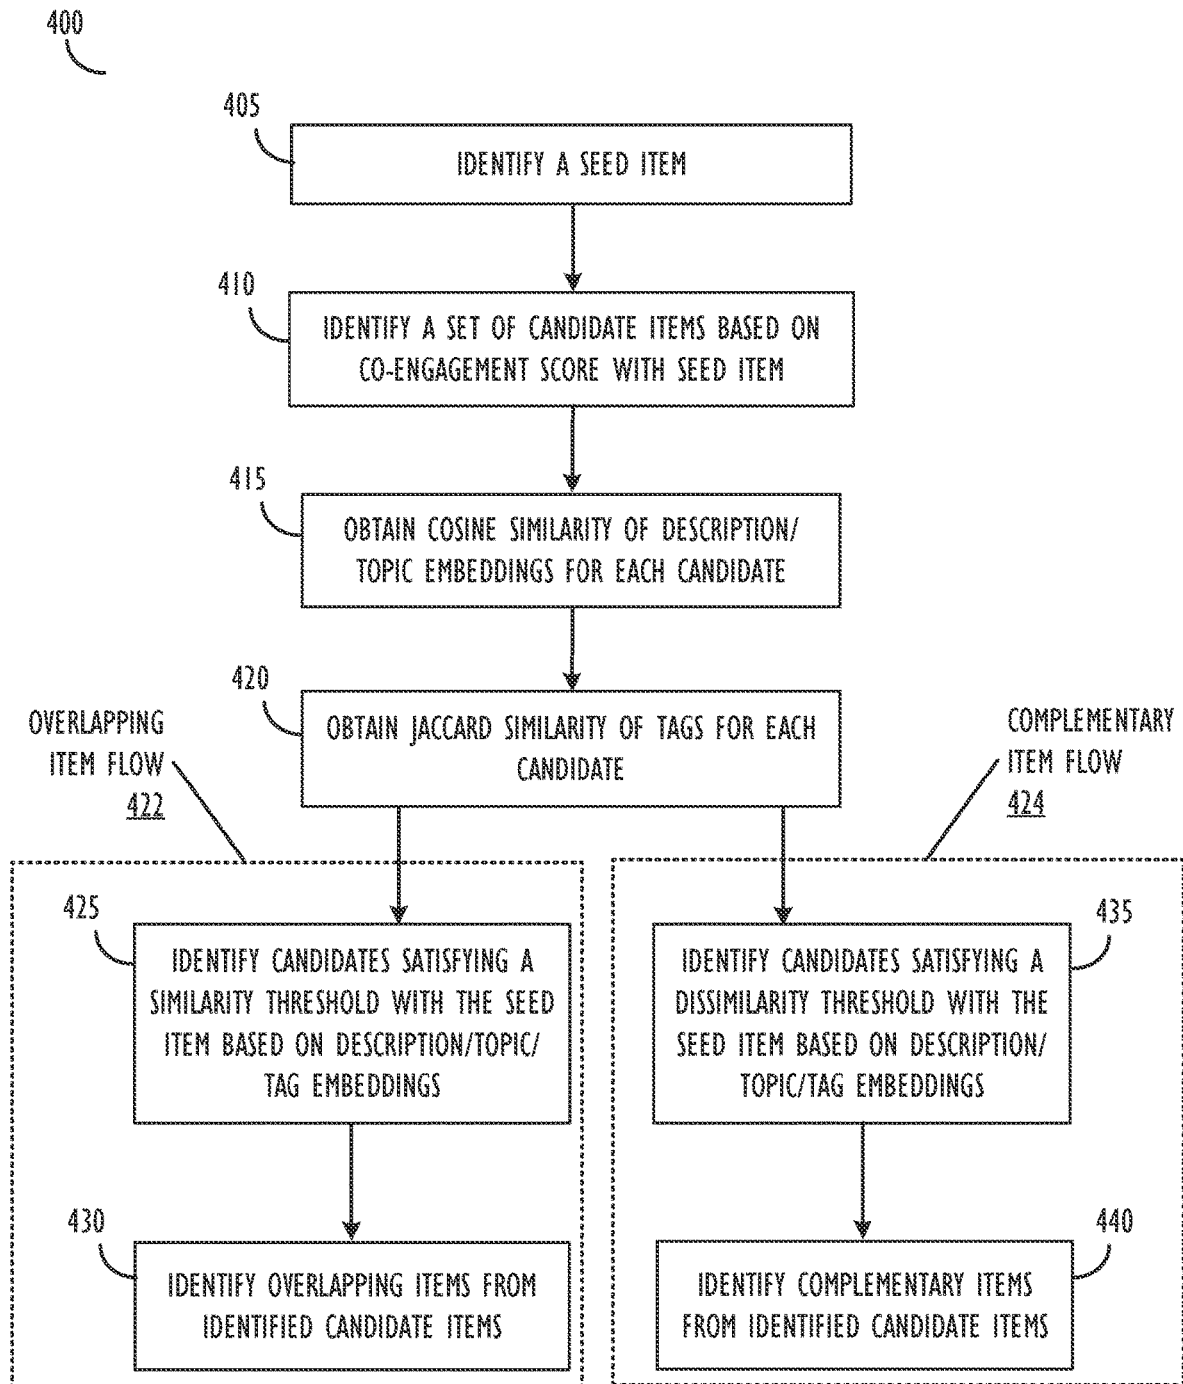 400
405
IDENTIFY A SEED ITEM
410
IDENTIFY A SET OF CANDIDATE ITEMS BASED ON
CO-ENGAGEMENT SCORE WITH SEED ITEM
415
OBTAIN COSINE SIMILARITY OF DESCRIPTION/
TOPIC EMBEDDINGS FOR EACH CANDIDATE
420
OBTAIN JACCARD SIMILARITY OF TAGS FOR EACH
CANDIDATE
OVERLAPPING
ITEM FLOW
422
COMPLEMENTARY
ITEM FLOW
424
425
IDENTIFY CANDIDATES SATISFYING A
SIMILARITY THRESHOLD WITH THE SEED
ITEM BASED ON DESCRIPTION/TOPIC/
TAG EMBEDDINGS
430
IDENTIFY OVERLAPPING ITEMS FROM
IDENTIFIED CANDIDATE ITEMS
435
IDENTIFY CANDIDATES SATISFYING A
DISSIMILARITY THRESHOLD WITH THE
SEED ITEM BASED ON DESCRIPTION/
TOPIC/TAG EMBEDDINGS
440
IDENTIFY COMPLEMENTARY ITEMS
FROM IDENTIFIED CANDIDATE ITEMS